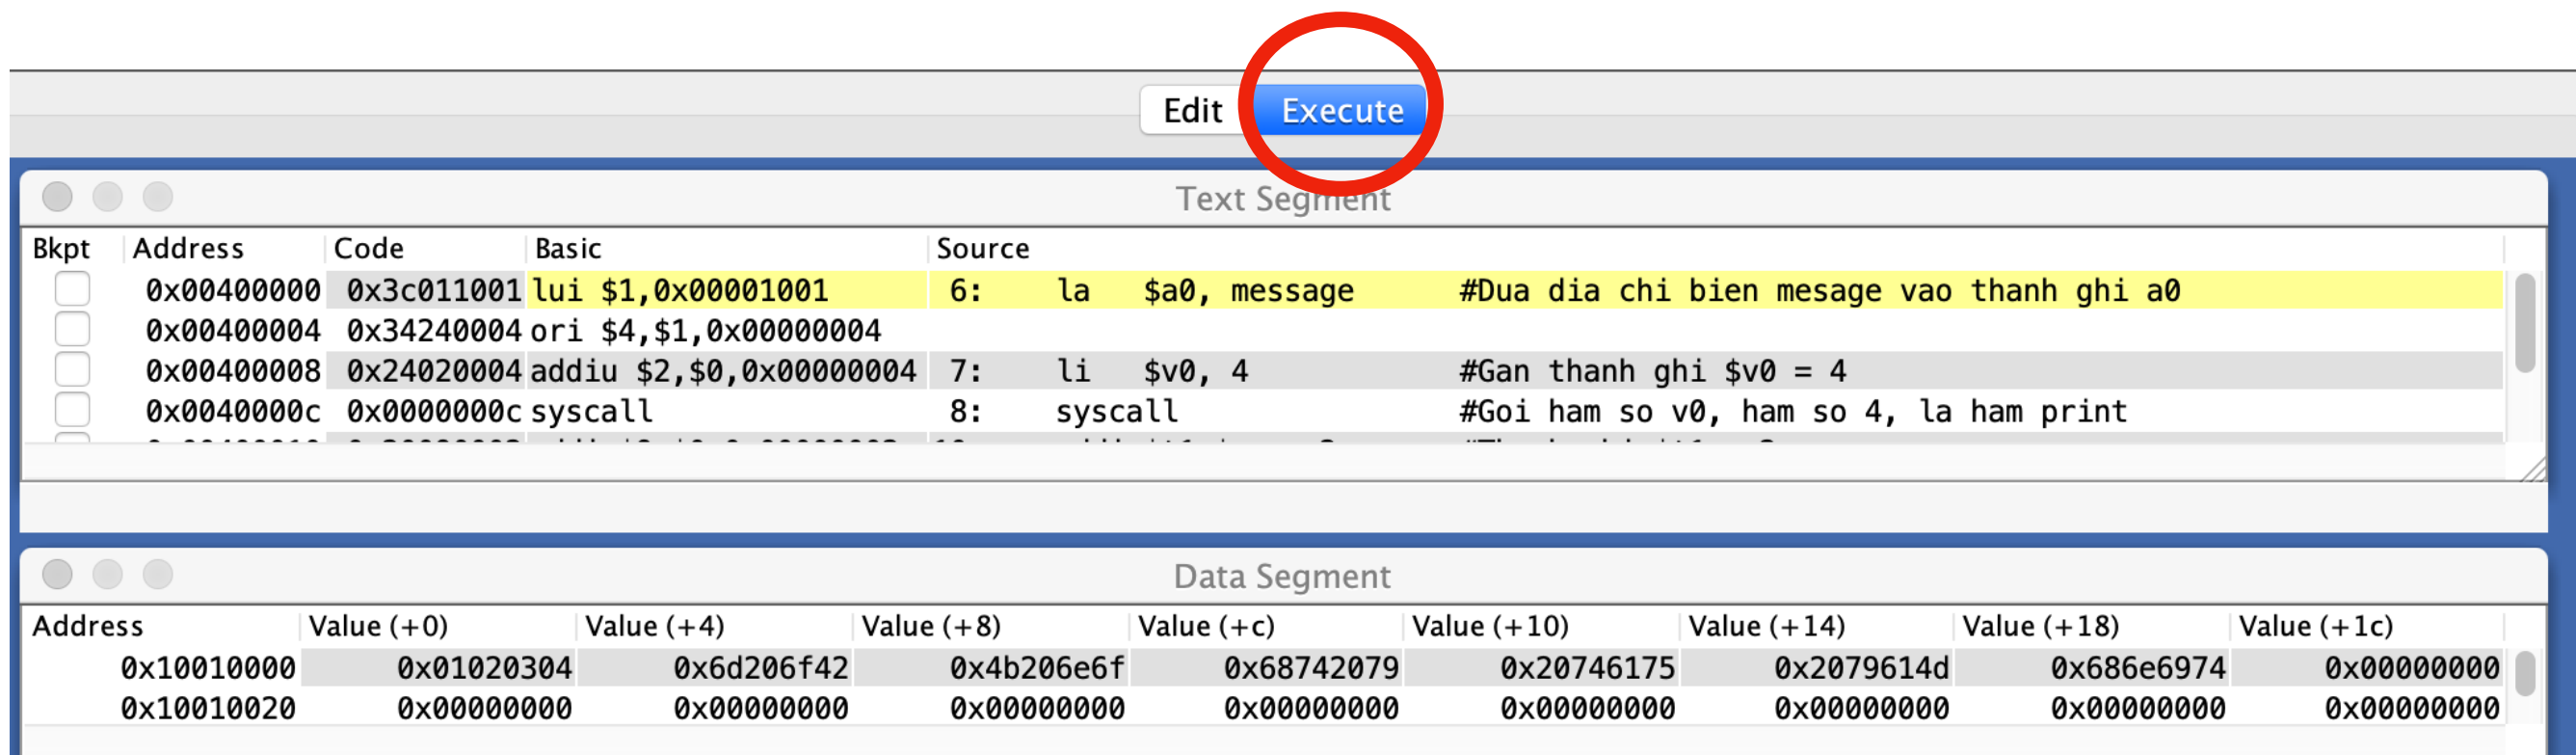 Edit Execute
Text Segment
Bkpt Address Code Basic Source
0x00400000 0x3c011001 lui $1,0x00001001 6: la $a0, message #Dua dia chi bien mesage vao thanh ghi a0
0x00400004 0x34240004 ori $4,$1,0x00000004
0x00400008 0x24020004 addiu $2,$0,0x00000004 7: li $v0, 4 #Gan thanh ghi $v0 = 4
0x0040000c 0x0000000c syscall 8: syscall #Goi ham so v0, ham so 4, la ham print
Data Segment
Address Value (+0) Value (+4) Value (+8) Value (+c) Value (+10) Value (+14) Value (+18) Value (+1c)
0x10010000 0x01020304 0x6d206f42 0x4b206e6f 0x68742079 0x20746175 0x2079614d 0x686e6974 0x00000000
0x10010020 0x00000000 0x00000000 0x00000000 0x00000000 0x00000000 0x00000000 0x00000000 0x00000000